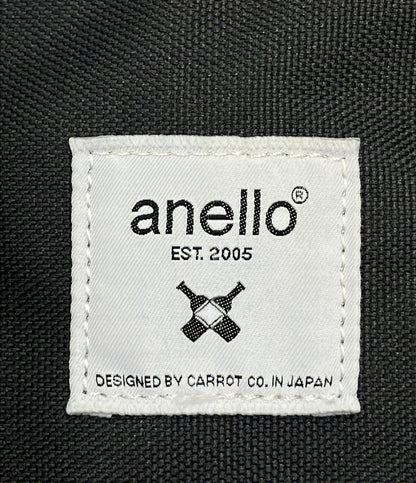 anello®
EST. 2005
DESIGNED BY CARROT CO. IN JAPAN